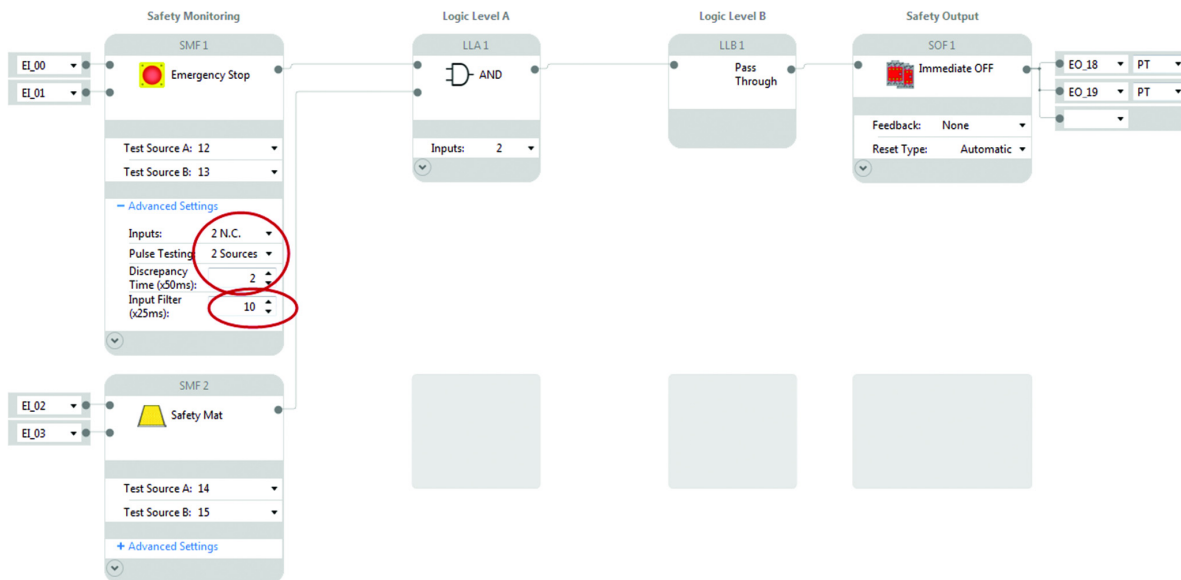 Safety Monitoring
Logic Level A
Logic Level B
Safety Output
SMF 1
LLA 1
LLB 1
SOF 1
EI_00
EI_01
Emergency Stop
AND
Pass
Through
Immediate OFF
EO_18 PT
EO_19 PT
Test Source A: 12
Test Source B: 13
Inputs: 2
Feedback: None
Reset Type: Automatic
Advanced Settings
Inputs: 2 N.C.
Pulse Testing 2 Sources
Discrepancy
Time (x50ms): 2
Input Filter
(x25ms): 10
SMF 2
EI_02
EI_03
Safety Mat
Test Source A: 14
Test Source B: 15
Advanced Settings